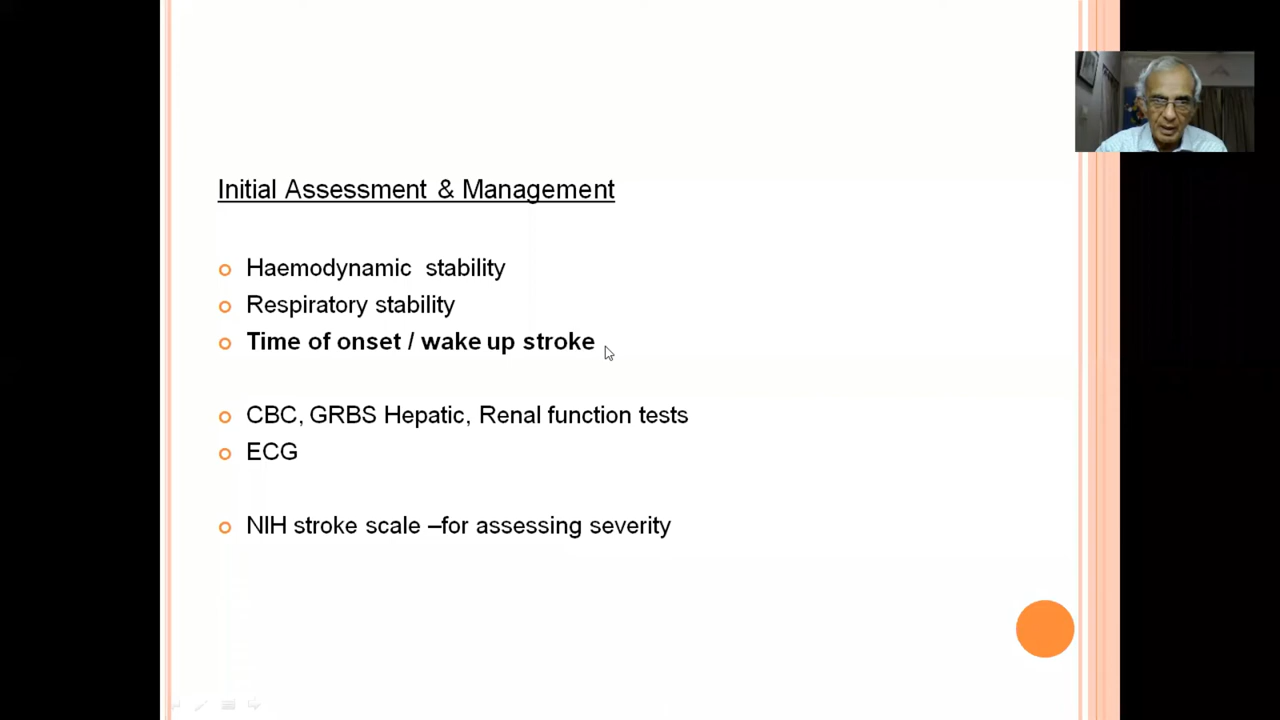 Initial Assessment & Management
Haemodynamic stability
Respiratory stability
Time of onset / wake up stroke
CBC, GRBS Hepatic, Renal function tests
ECG
NIH stroke scale –for assessing severity